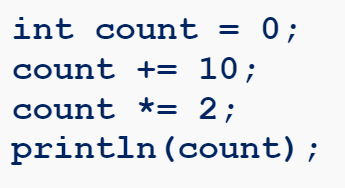 int count = 0;
count += 10;
count *= 2;
println(count);